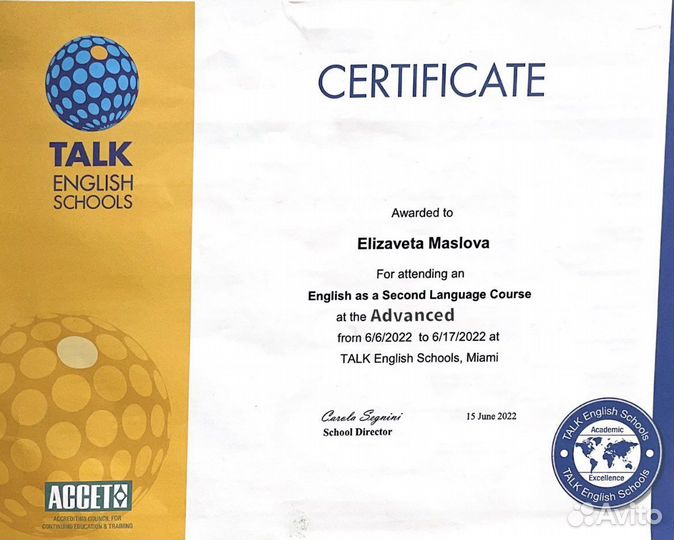 TALK
ENGLISH
SCHOOLS
CERTIFICATE
Awarded to
Elizaveta Maslova
For attending an
English as a Second Language Course
at the Advanced
from 6/6/2022 to 6/17/2022 at
TALK English Schools, Miami
Carola Segnini
15 June 2022
School Director
TALK English Schools
Academic
Excellence
TALK English Schools
ACCET
ACCREDITING COUNCIL FOR
CONTINUING EDUCATION & TRAINING
Avito